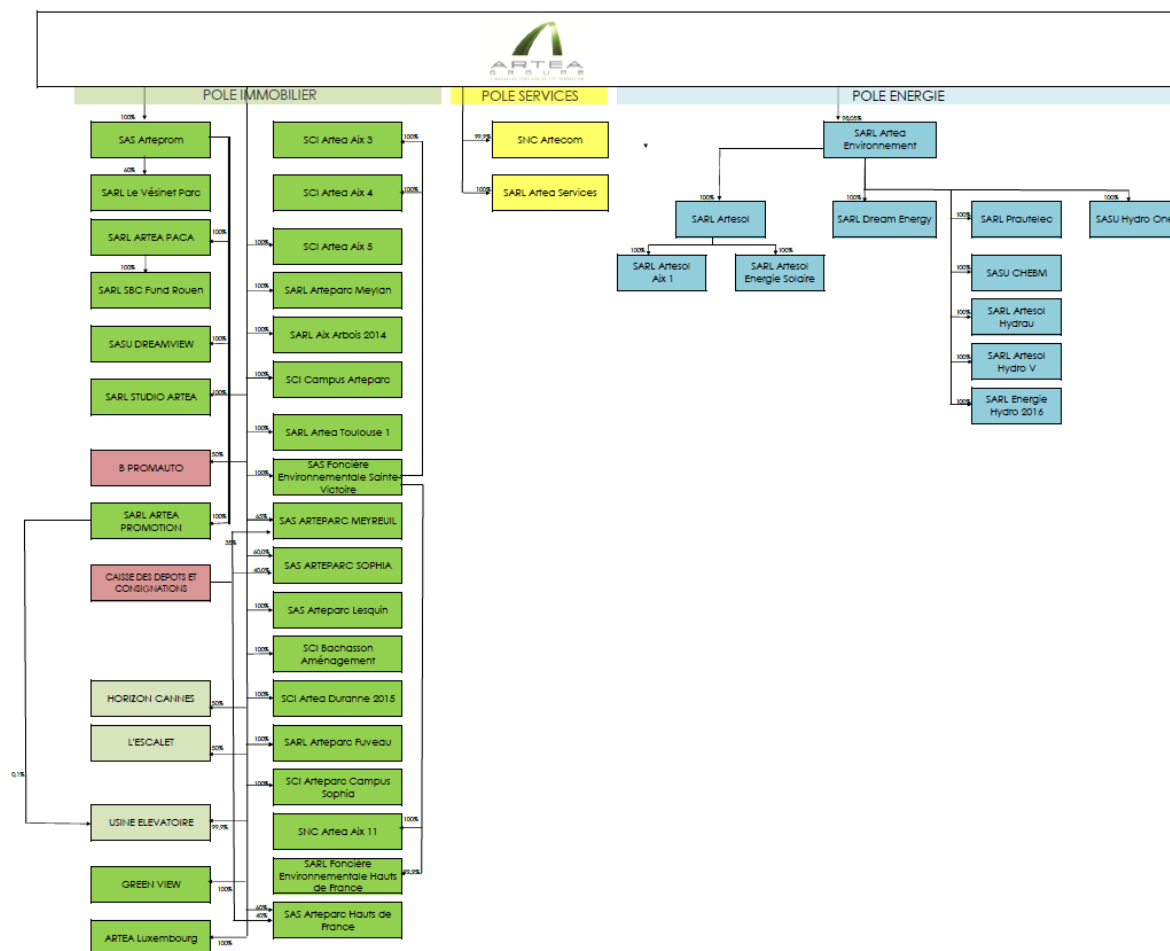 ARTEA
GROUPE
POLE IMMOBILIER
POLE SERVICES
POLE ENERGIE
100%
SAS Arteprom
60%
SARL Le Vésinet Parc
SARL ARTEA PACA
100%
100%
SARL SBC Fund Rouen
SASU DREAMVIEW
100%
SARL STUDIO ARTEA
100%
B PROMAUTO
50%
SARL ARTEA
PROMOTION
100%
CAISSE DES DEPOTS ET
CONSIGNATIONS
35%
HORIZON CANNES
50%
L'ESCALET
50%
0,1%
USINE ELEVATOIRE
99,9%
GREEN VIEW
100%
ARTEA Luxembourg
100%
SCI Artea Aix 3
100%
SCI Artea Aix 4
100%
100%
SCI Artea Aix 5
100%
SARL Arteparc Meylan
100%
SARL Aix Arbois 2014
100%
SCI Campus Arteparc
100%
SARL Artea Toulouse 1
100%
SAS Foncière
Environnementale Sainte-
Victoire
65%
SAS ARTEPARC MEYREUIL
60,0%
40,0%
SAS ARTEPARC SOPHIA
100%
SAS Arteparc Lesquin
100%
SCI Bachasson
Aménagement
100%
SCI Artea Duranne 2015
100%
SARL Arteparc Fuveau
100%
SCI Arteparc Campus
Sophia
SNC Artea Aix 11
100%
SARL Foncière
Environnementale Hauts
de France
99,9%
60%
40%
SAS Arteparc Hauts de
France
99,9%
SNC Artecom
100%
SARL Artea Services
98,05%
SARL Artea
Environnement
100%
SARL Artesol
100%
SARL Dream Energy
100%
SARL Prautelec
100%
SASU Hydro One
100%
SARL Artesol
Aix 1
100%
SARL Artesol
Energie Solaire
100%
SASU CHEBM
100%
SARL Artesol
Hydrau
100%
SARL Artesol
Hydro V
100%
SARL Energie
Hydro 2016